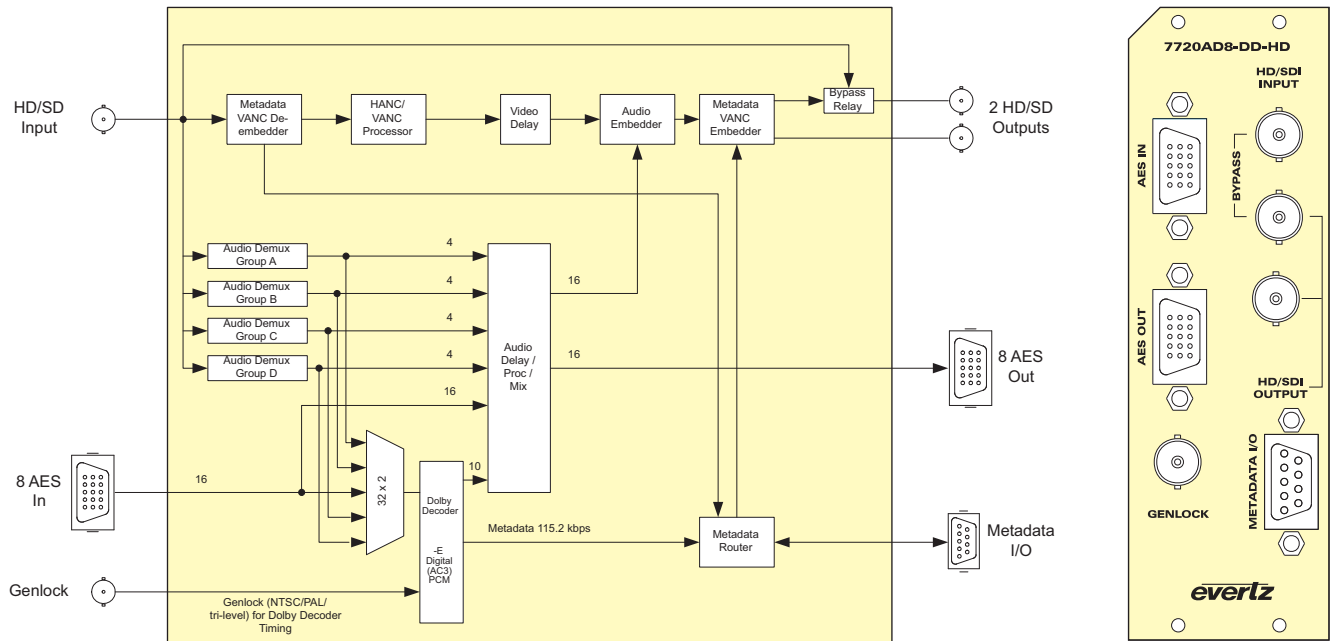 HD/SD
Input
Metadata
VANC De-
embedder
HANC/
VANC
Processor
Video
Delay
Audio
Embedder
Metadata
VANC
Embedder
Bypass
Relay
2 HD/SD
Outputs
Audio Demux
Group A
4
Audio Demux
Group B
4
16
Audio Demux
Group C
4
Audio Demux
Group D
4
16
16
Audio
Delay /
Proc /
Mix
8 AES
Out
8 AES
In
16
32 x 2
10
Dolby
Decoder
-E
Digital
(AC3)
PCM
Metadata 115.2 kbps
Metadata
Router
Metadata
I/O
Genlock
Genlock (NTSC/PAL/
tri-level) for Dolby Decoder
Timing
7720AD8-DD-HD
HD/SDI
INPUT
AES IN
BYPASS
AES OUT
HD/SDI
OUTPUT
METADATA I/O
GENLOCK
evertz